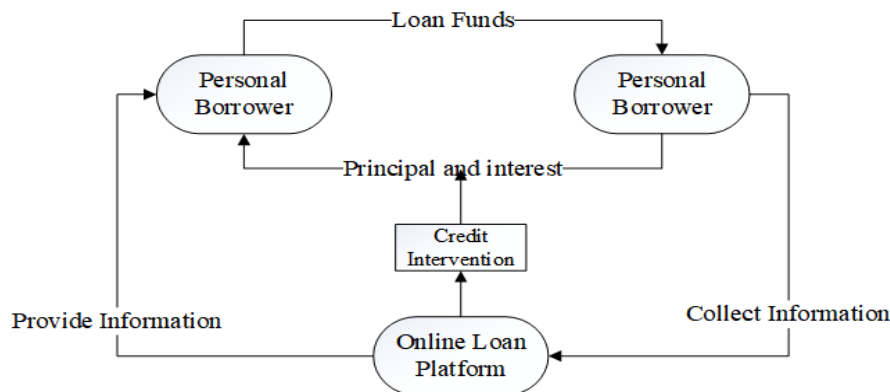 Loan Funds
Personal
Borrower
Personal
Borrower
Principal and interest
Credit
Intervention
Provide Information
Collect Information
Online Loan
Platform